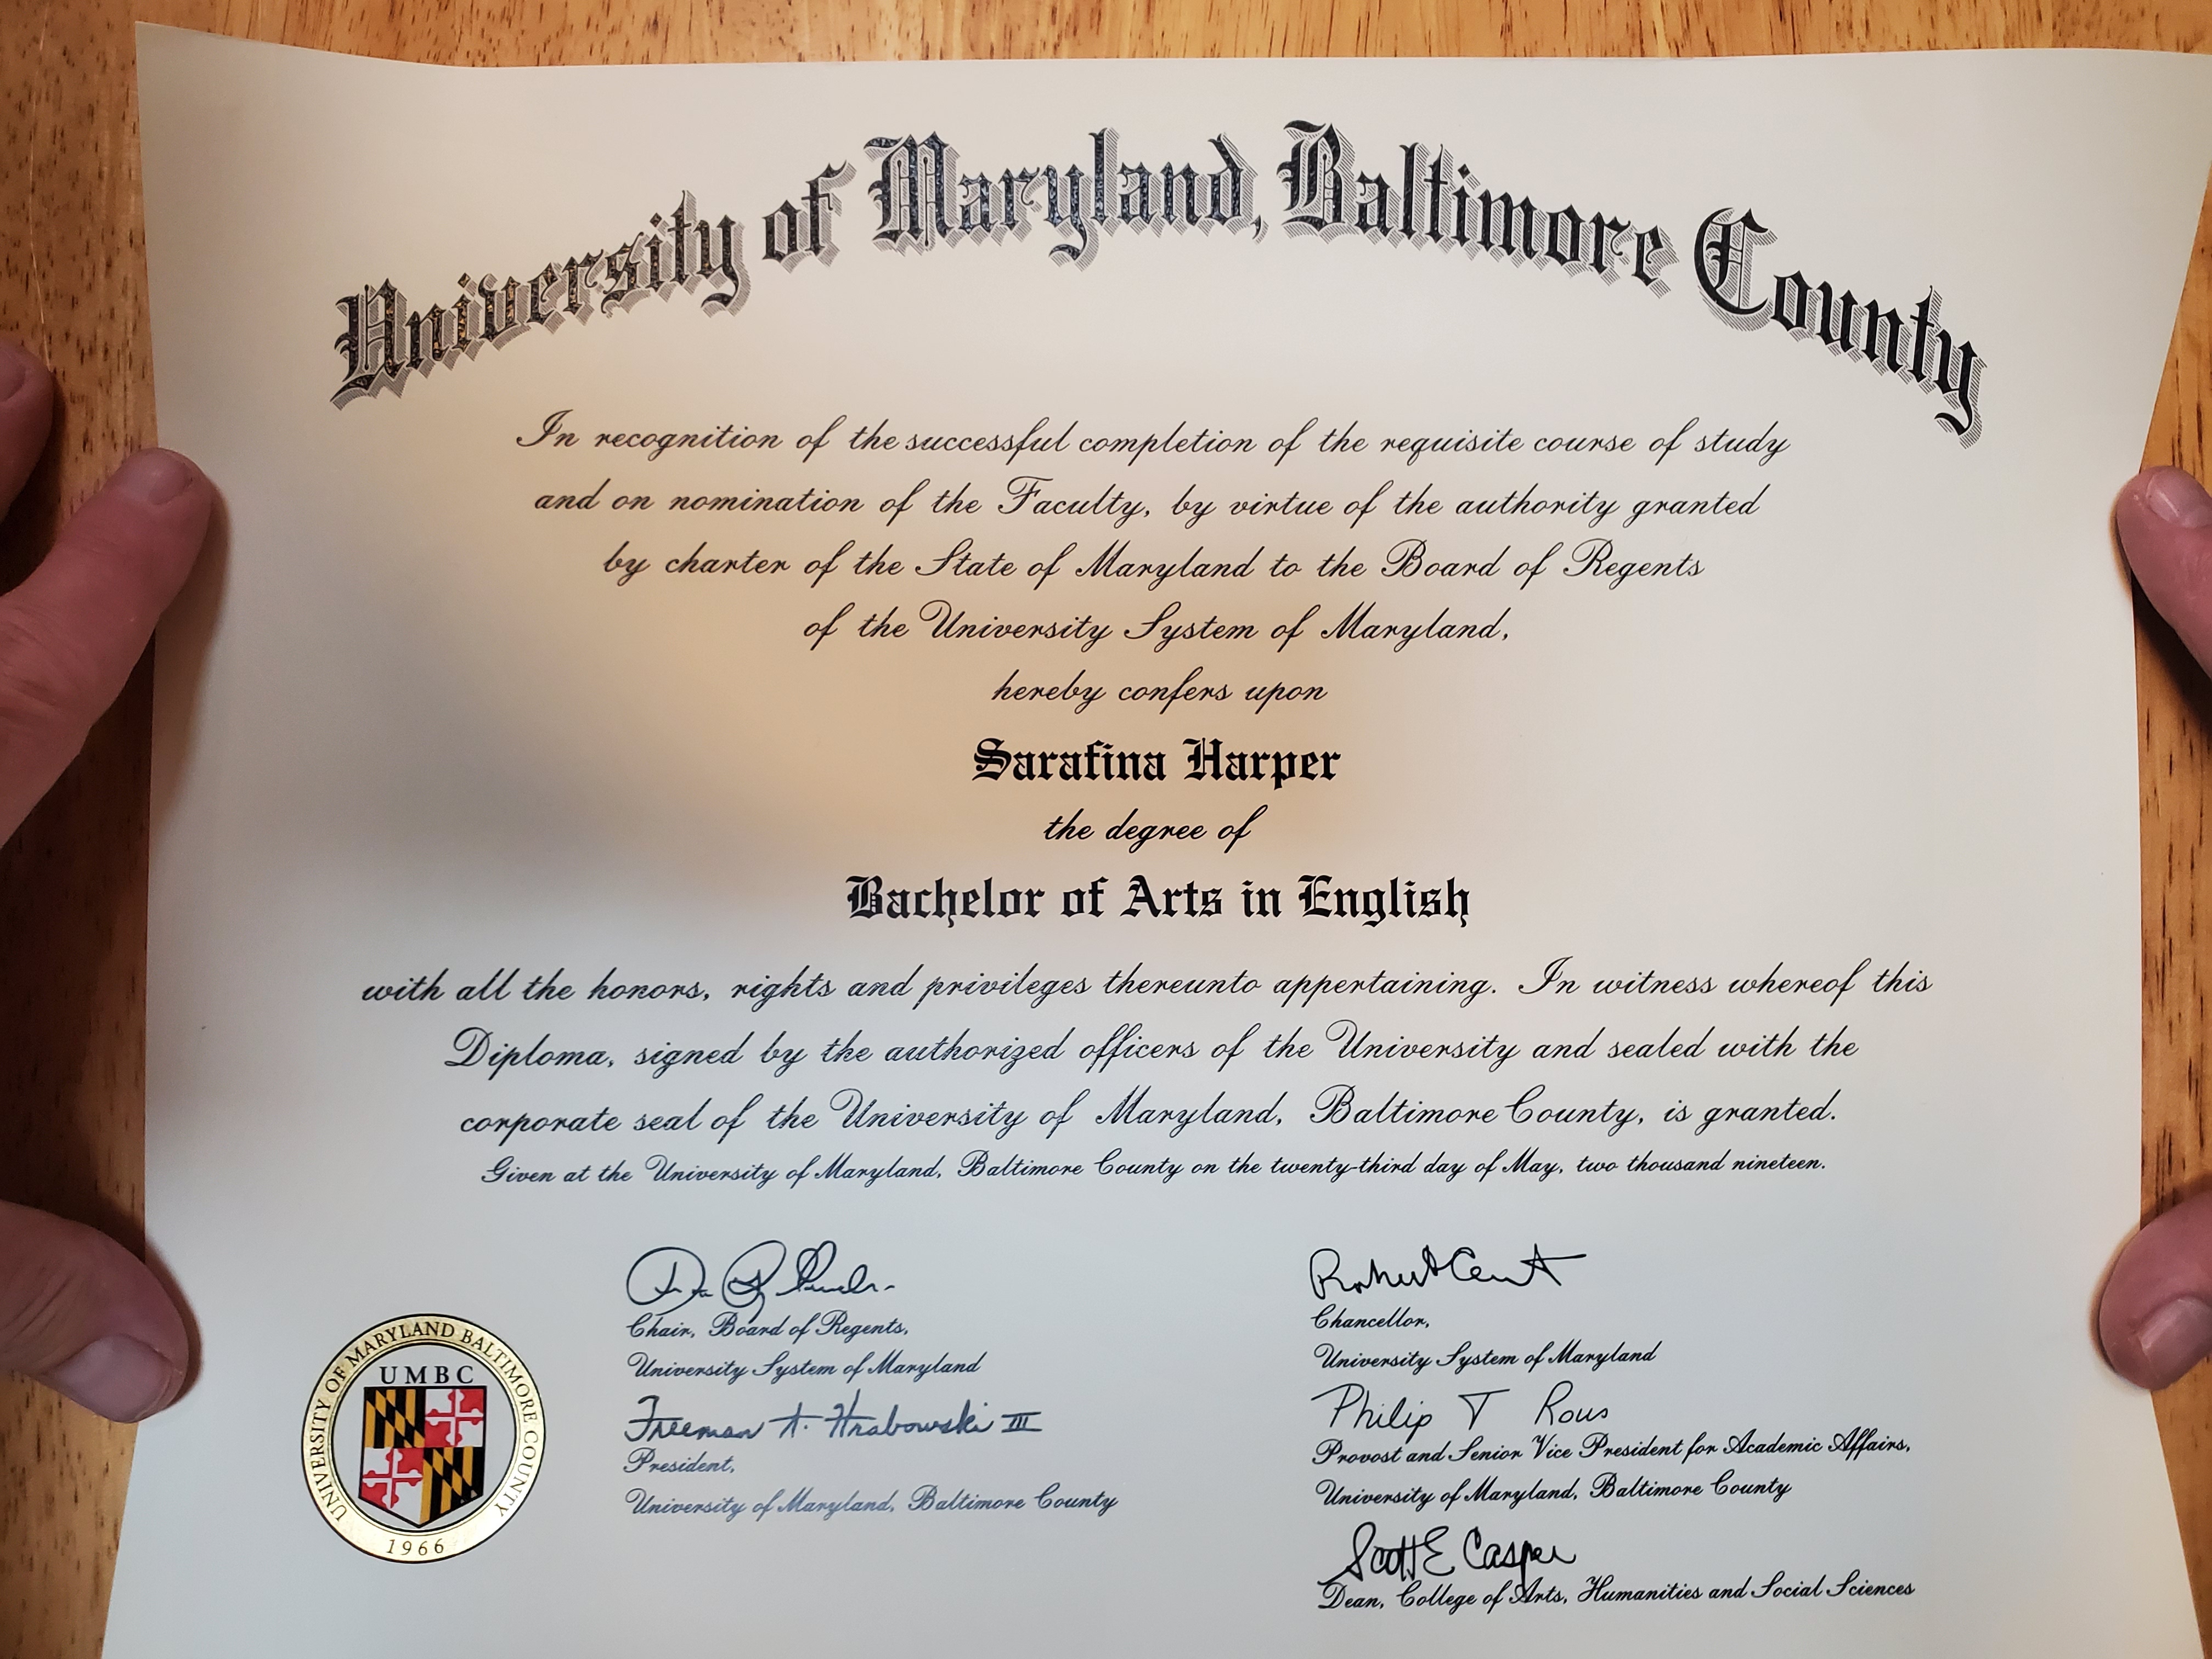 University of Maryland, Baltimore County
In recognition of the successful completion of the requisite course of study
and on nomination of the Faculty, by virtue of the authority granted
by charter of the State of Maryland to the Board of Regents
of the University System of Maryland,
hereby confers upon
Sarafina Harper
the degree of
Bachelor of Arts in English
with all the honors, rights and privileges thereunto appertaining. In witness whereof this
Diploma, signed by the authorized officers of the University and sealed with the
corporate seal of the University of Maryland, Baltimore County, is granted.
Given at the University of Maryland, Baltimore County on the twenty-third day of May, two thousand nineteen.
Chair, Board of Regents,
University System of Maryland
Freeman A. Hrabowski III
President,
University of Maryland, Baltimore County
Chancellor,
University System of Maryland
Philip T Rous
Provost and Senior Vice President for Academic Affairs,
University of Maryland, Baltimore County
Scott E Casper
Dean, College of Arts, Humanities and Social Sciences
UNIVERSITY OF MARYLAND BALTIMORE COUNTY
UMBC
1966